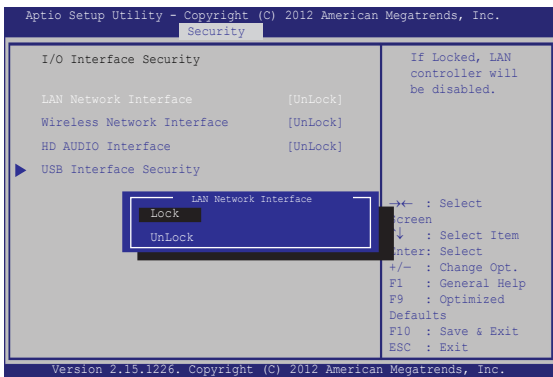 Aptio Setup Utility - Copyright (C) 2012 American Megatrends, Inc.
Security
I/O Interface Security
LAN Network Interface [UnLock]
Wireless Network Interface [UnLock]
HD AUDIO Interface [UnLock]
USB Interface Security
LAN Network Interface
Lock
UnLock
If Locked, LAN
controller will
be disabled.
→← : Select
Screen
↑↓ : Select Item
Enter: Select
+/— : Change Opt.
F1 : General Help
F9 : Optimized
Defaults
F10 : Save & Exit
ESC : Exit
Version 2.15.1226. Copyright (C) 2012 American Megatrends, Inc.